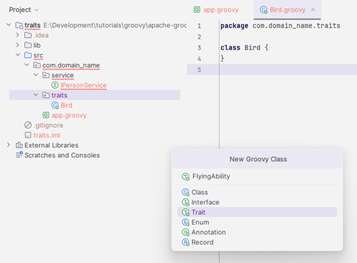 Project
traits E:\Development\tutorials\groovy\apache-groo
.idea
lib
src
com.domain_name
service
IPersonService
traits
Bird
app.groovy
.gitignore
traits.iml
External Libraries
Scratches and Consoles
app.groovy
Bird.groovy
1 package com.domain_name.traits
2
3 class Bird {
4 }
5
New Groovy Class
FlyingAbility
Class
Interface
Trait
Enum
Annotation
Record